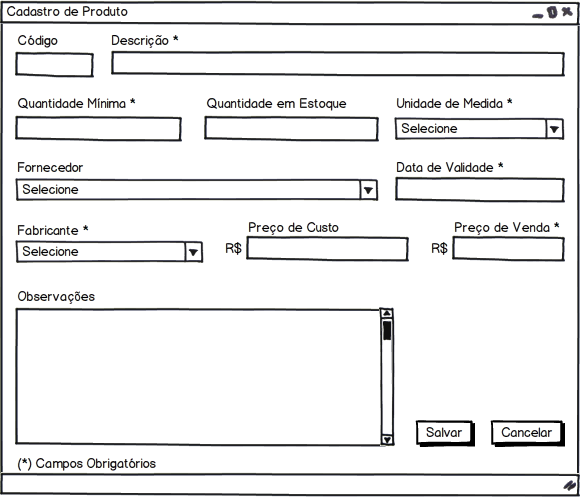 Cadastro de Produto
Código Descrição *
Quantidade Mínima * Quantidade em Estoque Unidade de Medida *
Selecione
Fornecedor Data de Validade *
Selecione
Fabricante * Preço de Custo Preço de Venda *
Selecione R$ R$
Observações
Salvar Cancelar
(*) Campos Obrigatórios